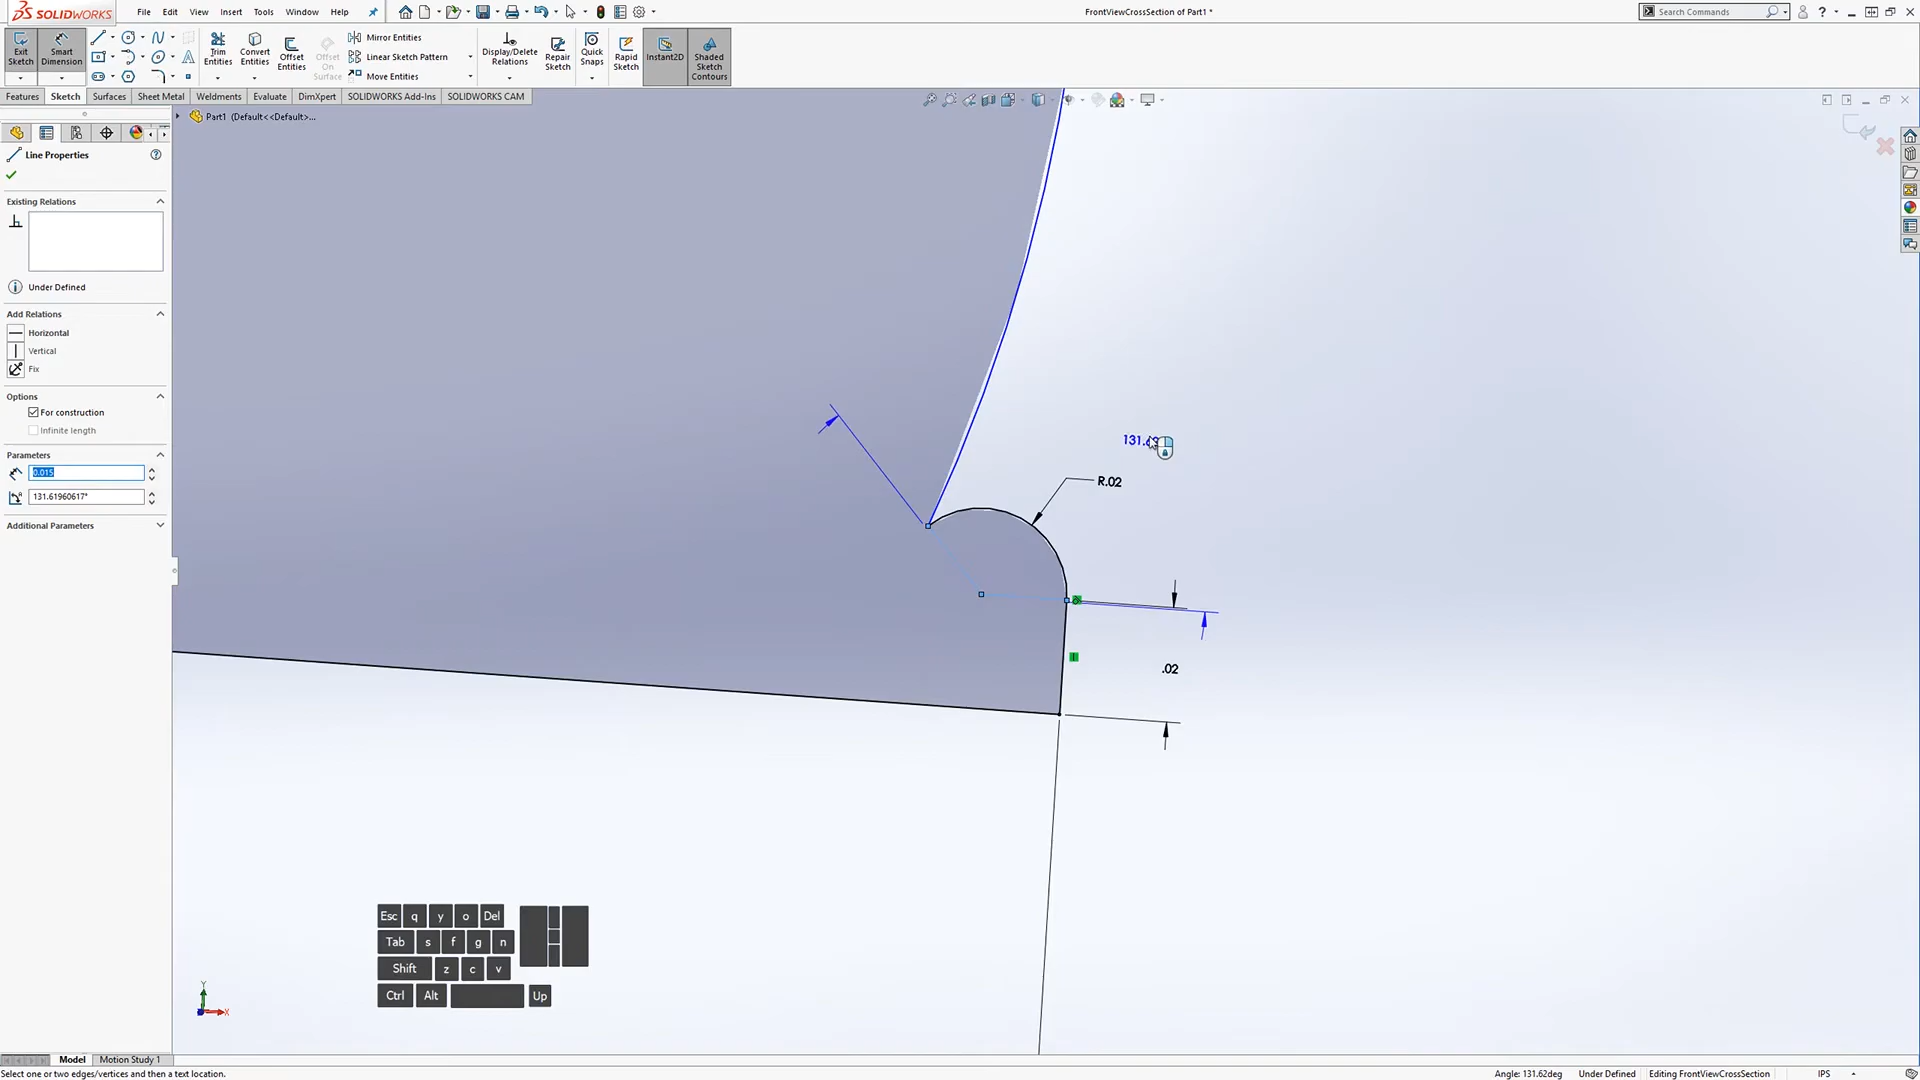 SOLIDWORKS File Edit View Insert Tools Window Help FrontViewCrossSection of Part1 * Search Commands
Exit Sketch Smart Dimension Trim Entities Convert Entities Offset Entities Offset On Surface Mirror Entities Linear Sketch Pattern Move Entities Display/Delete Relations Repair Sketch Quick Snaps Rapid Sketch Instant2D Shaded Sketch Contours
Features Sketch Surfaces Sheet Metal Weldments Evaluate DimXpert SOLIDWORKS Add-Ins SOLIDWORKS CAM
Part1 (Default<<Default>...
Line Properties
Existing Relations
Under Defined
Add Relations
Horizontal
Vertical
Fix
Options
For construction
Infinite length
Parameters
0.015
131.61960617°
Additional Parameters
R.02
.02
Esc q y o Del
Tab s f g n
Shift z c v
Ctrl Alt Up
Y
X
Model Motion Study 1
Select one or two edges/vertices and then a text location. Angle: 131.62deg Under Defined Editing FrontViewCrossSection IPS